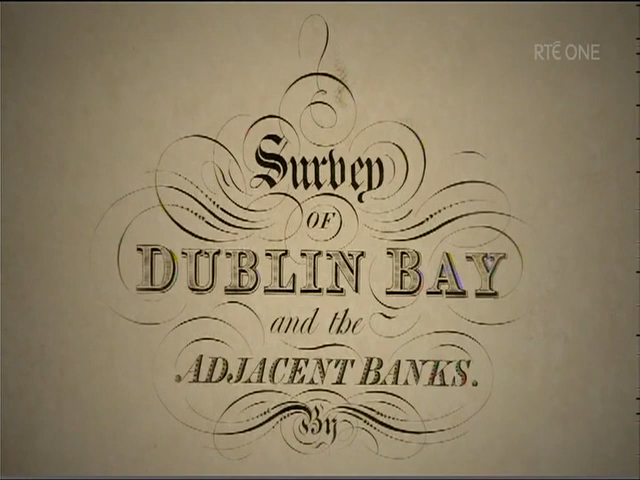 RTÉ ONE
Survey
OF
DUBLIN BAY
and the
ADJACENT BANKS.
By